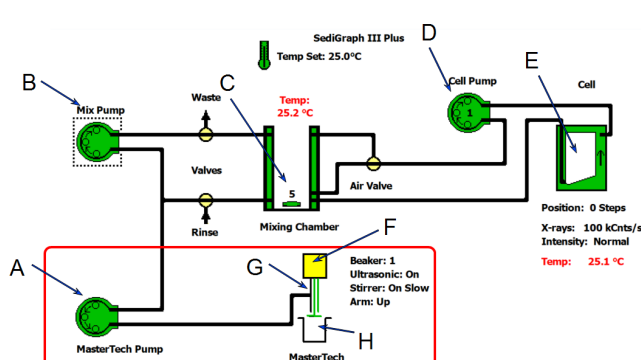 SediGraph III Plus
Temp Set: 25.0°C
D
E
B
C
Cell Pump
Cell
Mix Pump
Waste
Temp:
25.2 °C
1
Valves
5
Air Valve
Rinse
Mixing Chamber
Position: 0 Steps
X-rays: 100 kCnts/s
Intensity: Normal
Temp: 25.1 °C
A
G
F
Beaker: 1
Ultrasonic: On
Stirrer: On Slow
Arm: Up
H
MasterTech Pump
MasterTech